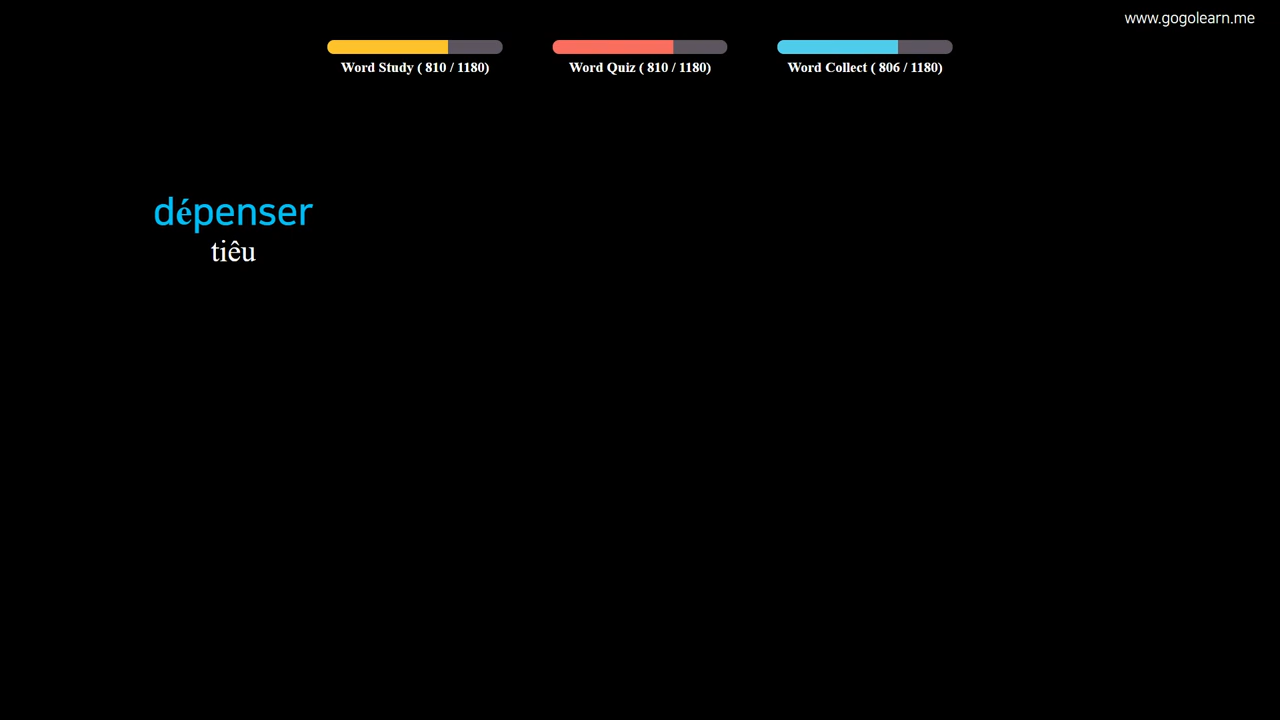 www.gogolearn.me
Word Study ( 810 / 1180)
Word Quiz ( 810 / 1180)
Word Collect ( 806 / 1180)
dépenser
tiêu